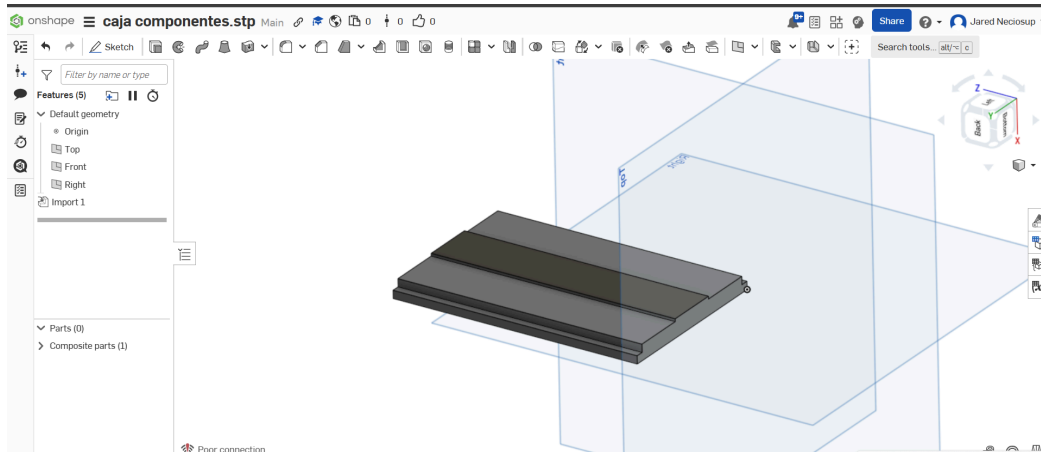 onshape caja componentes.stp Main 0 0 0 9+ Share Jared Neciosup
Sketch Search tools... alt/⌥ c
Filter by name or type
Features (5)
Default geometry
Origin
Top
Front
Right
Import 1
Parts (0)
Composite parts (1)
Top
Z
Left
Y
Back
X
Poor connection